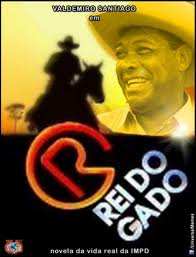 VALDEMIRO SANTIAGO
em
REI DO
GADO
novela da vida real da IMPD